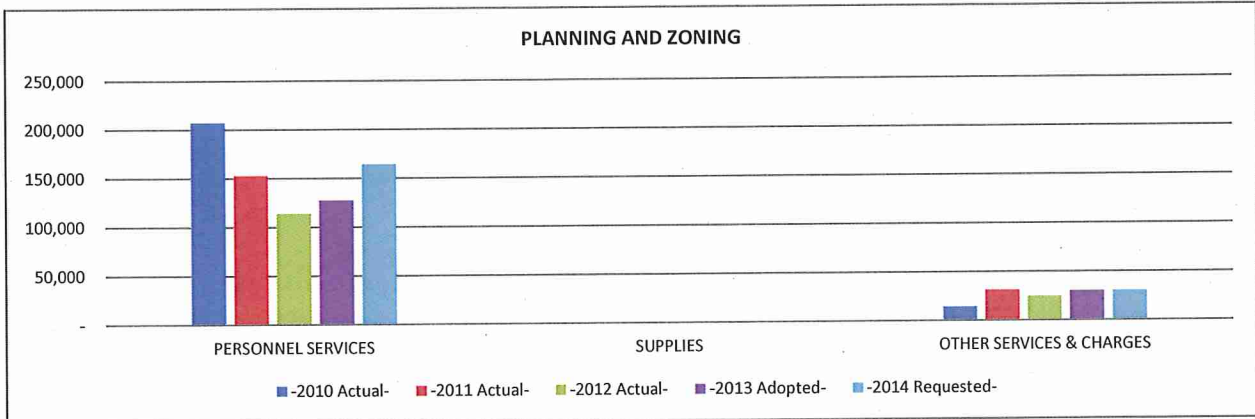 PLANNING AND ZONING
250,000
200,000
150,000
100,000
50,000
-
PERSONNEL SERVICES SUPPLIES OTHER SERVICES & CHARGES
-2010 Actual- -2011 Actual- -2012 Actual- -2013 Adopted- -2014 Requested-